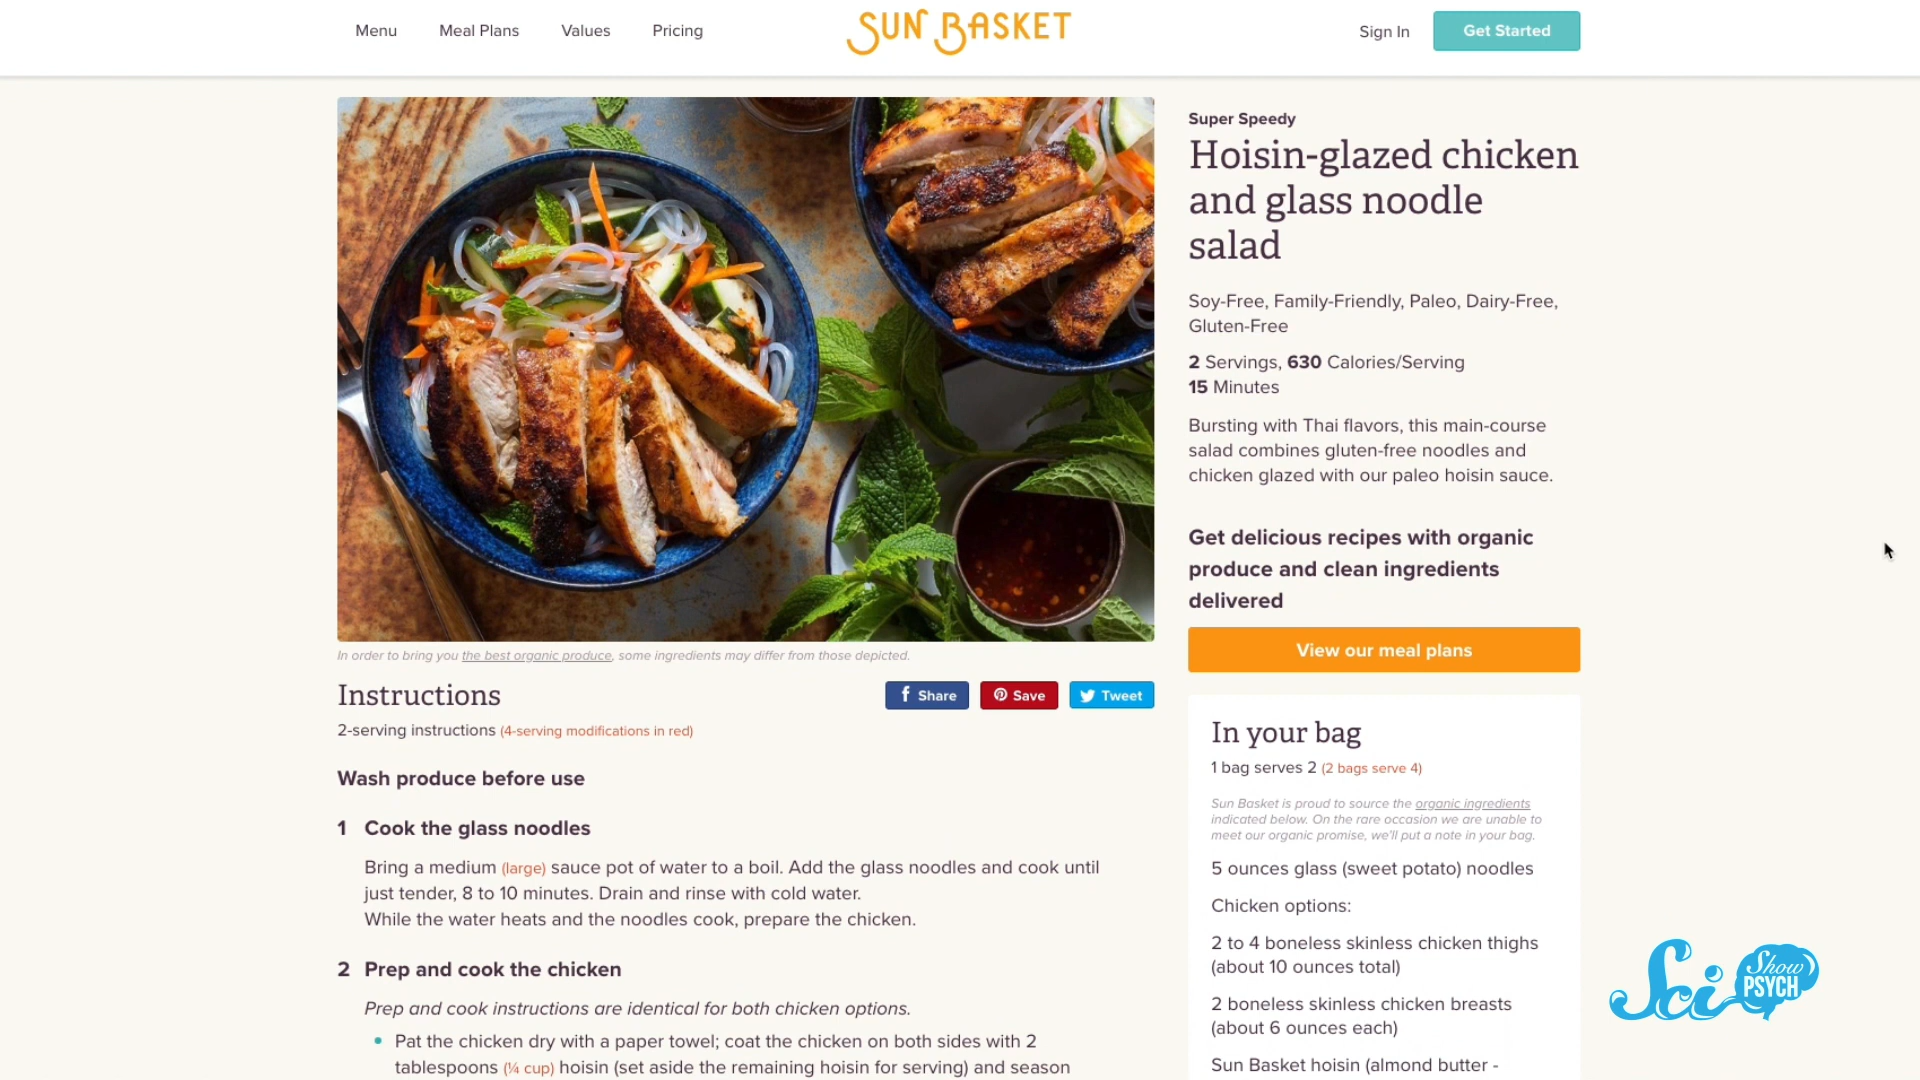 Menu
Meal Plans
Values
Pricing
SUN BASKET
Sign In
Get Started
Super Speedy
Hoisin-glazed chicken
and glass noodle
salad
Soy-Free, Family-Friendly, Paleo, Dairy-Free,
Gluten-Free
2 Servings, 630 Calories/Serving
15 Minutes
Bursting with Thai flavors, this main-course
salad combines gluten-free noodles and
chicken glazed with our paleo hoisin sauce.
Get delicious recipes with organic
produce and clean ingredients
delivered
View our meal plans
In order to bring you the best organic produce, some ingredients may differ from those depicted.
Instructions
f Share
Save
Tweet
2-serving instructions (4-serving modifications in red)
Wash produce before use
1 Cook the glass noodles
Bring a medium (large) sauce pot of water to a boil. Add the glass noodles and cook until
just tender, 8 to 10 minutes. Drain and rinse with cold water.
While the water heats and the noodles cook, prepare the chicken.
2 Prep and cook the chicken
Prep and cook instructions are identical for both chicken options.
• Pat the chicken dry with a paper towel; coat the chicken on both sides with 2
tablespoons (¼ cup) hoisin (set aside the remaining hoisin for serving) and season
In your bag
1 bag serves 2 (2 bags serve 4)
Sun Basket is proud to source the organic ingredients
indicated below. On the rare occasion we are unable to
meet our organic promise, we'll put a note in your bag.
5 ounces glass (sweet potato) noodles
Chicken options:
2 to 4 boneless skinless chicken thighs
(about 10 ounces total)
2 boneless skinless chicken breasts
(about 6 ounces each)
Sun Basket hoisin (almond butter -
Sci Show
PSYCH